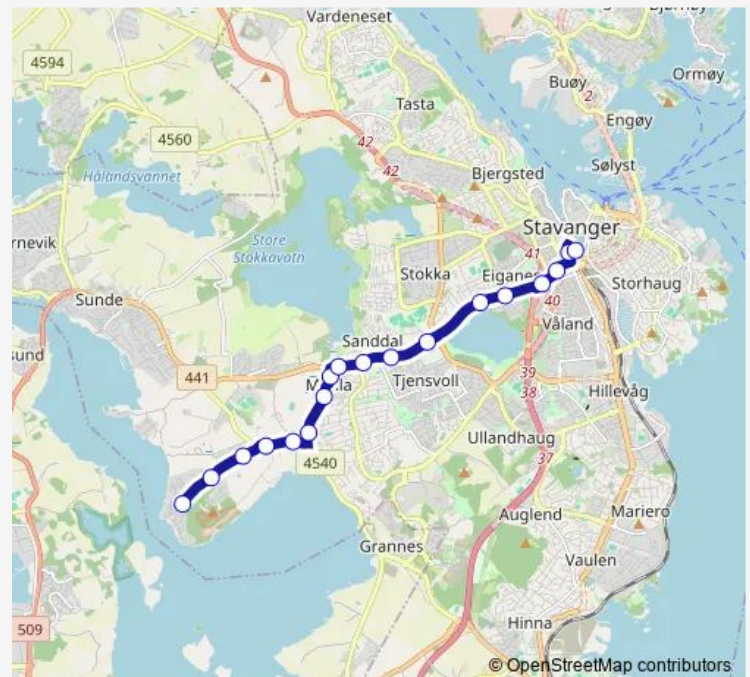 Vardeneset
4594
Buøy
Ormøy
2
Tasta
Engøy
4560
42
42
Sølyst
Hålandsvannet
Bjergsted
Stavanger
rnevik
Store
Stokkavatn
41
Stokka
Eiganes
Storhaug
Sunde
40
Våland
sund
Sanddal
441
Tjensvoll
39
38
Hillevåg
Ullandhaug
37
4540
Auglend
Mariero
Grannes
Vaulen
509
Hinna
© OpenStreetMap contributors